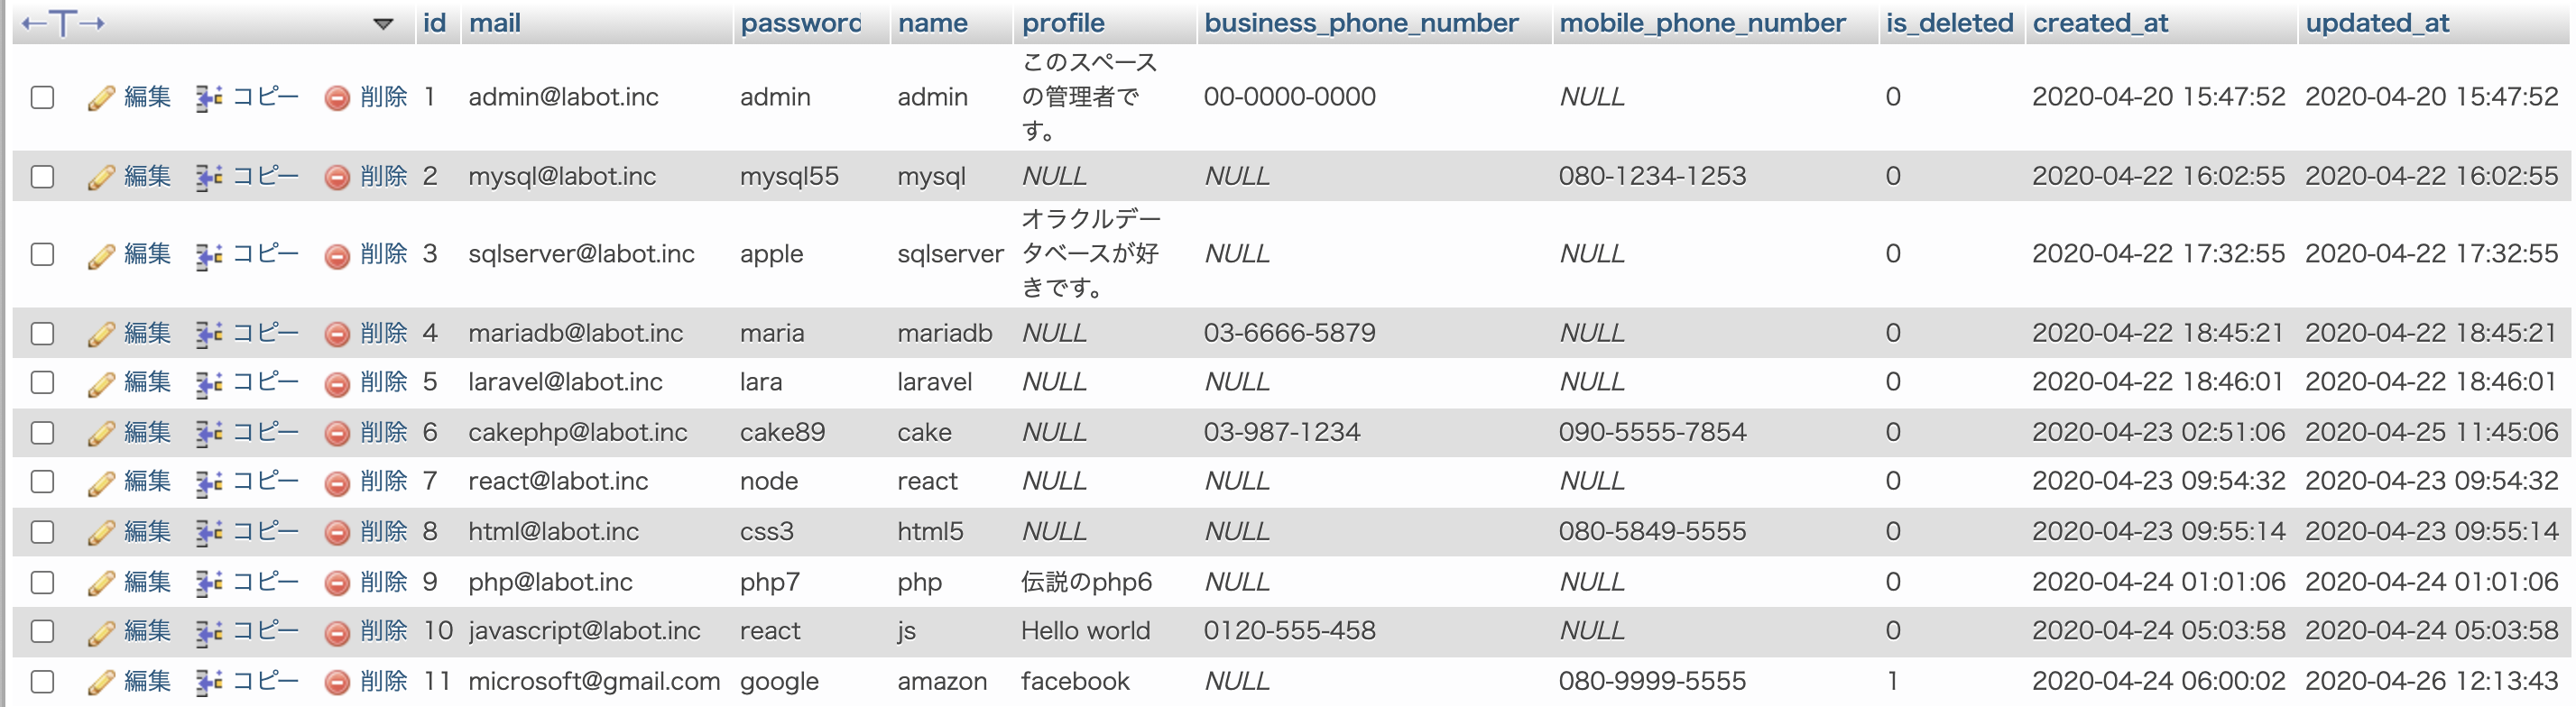 id mail password name profile business_phone_number mobile_phone_number is_deleted created_at updated_at
編集 コピー 削除 1 admin@labot.inc admin admin このスペース
の管理者で
す。 00-0000-0000 NULL 0 2020-04-20 15:47:52 2020-04-20 15:47:52
編集 コピー 削除 2 mysql@labot.inc mysql55 mysql NULL NULL 080-1234-1253 0 2020-04-22 16:02:55 2020-04-22 16:02:55
編集 コピー 削除 3 sqlserver@labot.inc apple sqlserver オラクルデー
タベースが好
きです。 NULL NULL 0 2020-04-22 17:32:55 2020-04-22 17:32:55
編集 コピー 削除 4 mariadb@labot.inc maria mariadb NULL 03-6666-5879 NULL 0 2020-04-22 18:45:21 2020-04-22 18:45:21
編集 コピー 削除 5 laravel@labot.inc lara laravel NULL NULL NULL 0 2020-04-22 18:46:01 2020-04-22 18:46:01
編集 コピー 削除 6 cakephp@labot.inc cake89 cake NULL 03-987-1234 090-5555-7854 0 2020-04-23 02:51:06 2020-04-25 11:45:06
編集 コピー 削除 7 react@labot.inc node react NULL NULL NULL 0 2020-04-23 09:54:32 2020-04-23 09:54:32
編集 コピー 削除 8 html@labot.inc css3 html5 NULL NULL 080-5849-5555 0 2020-04-23 09:55:14 2020-04-23 09:55:14
編集 コピー 削除 9 php@labot.inc php7 php 伝説のphp6 NULL NULL 0 2020-04-24 01:01:06 2020-04-24 01:01:06
編集 コピー 削除 10 javascript@labot.inc react js Hello world 0120-555-458 NULL 0 2020-04-24 05:03:58 2020-04-24 05:03:58
編集 コピー 削除 11 microsoft@gmail.com google amazon facebook NULL 080-9999-5555 1 2020-04-24 06:00:02 2020-04-26 12:13:43